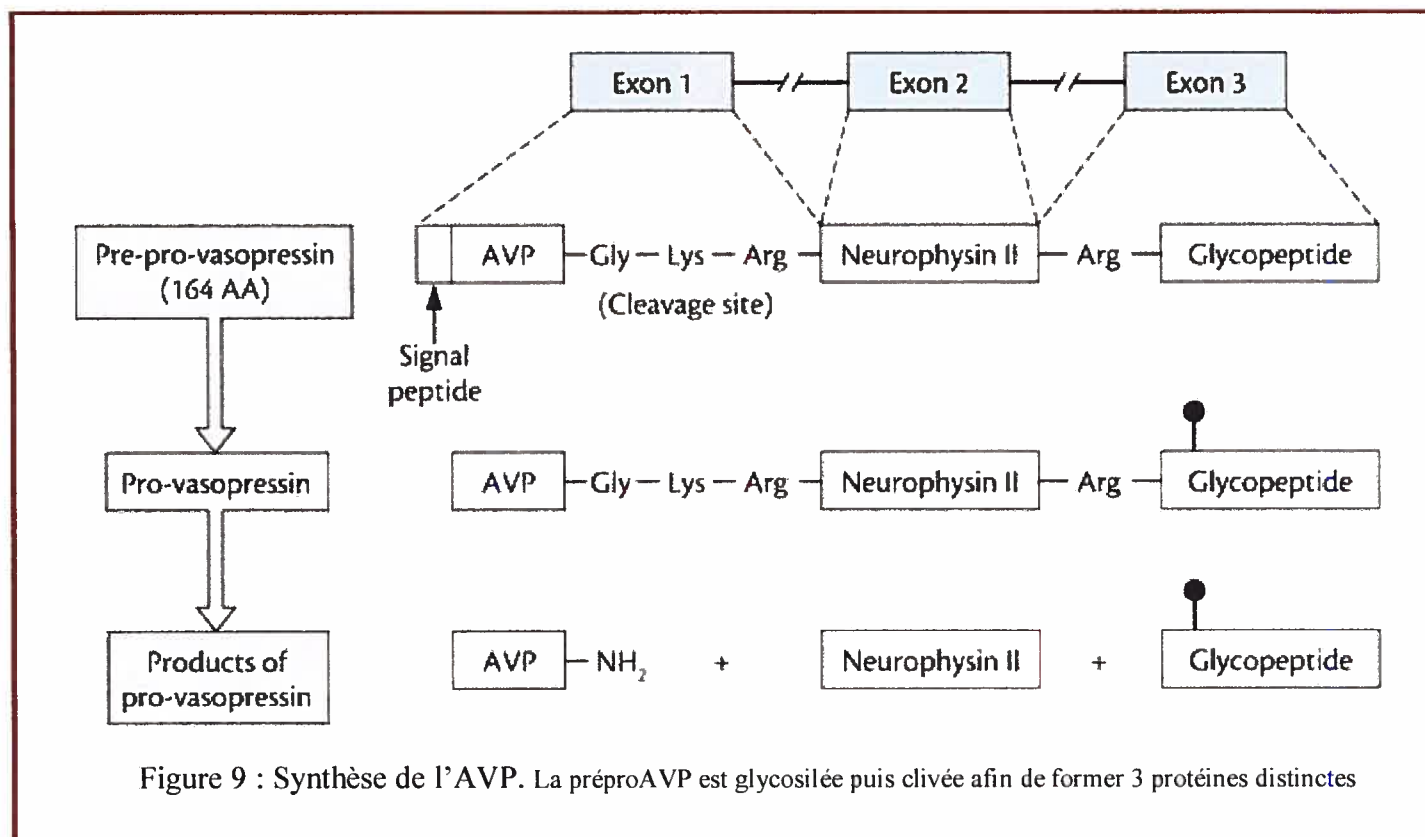 Exon 1 Exon 2 Exon 3
Pre-pro-vasopressin
(164 AA)
AVP Gly Lys Arg Neurophysin II Arg Glycopeptide
(Cleavage site)
Signal
peptide
Pro-vasopressin
AVP Gly Lys Arg Neurophysin II Arg Glycopeptide
Products of
pro-vasopressin
AVP NH2 + Neurophysin II + Glycopeptide
Figure 9 : Synthèse de l'AVP. La préproAVP est glycosilée puis clivée afin de former 3 protéines distinctes